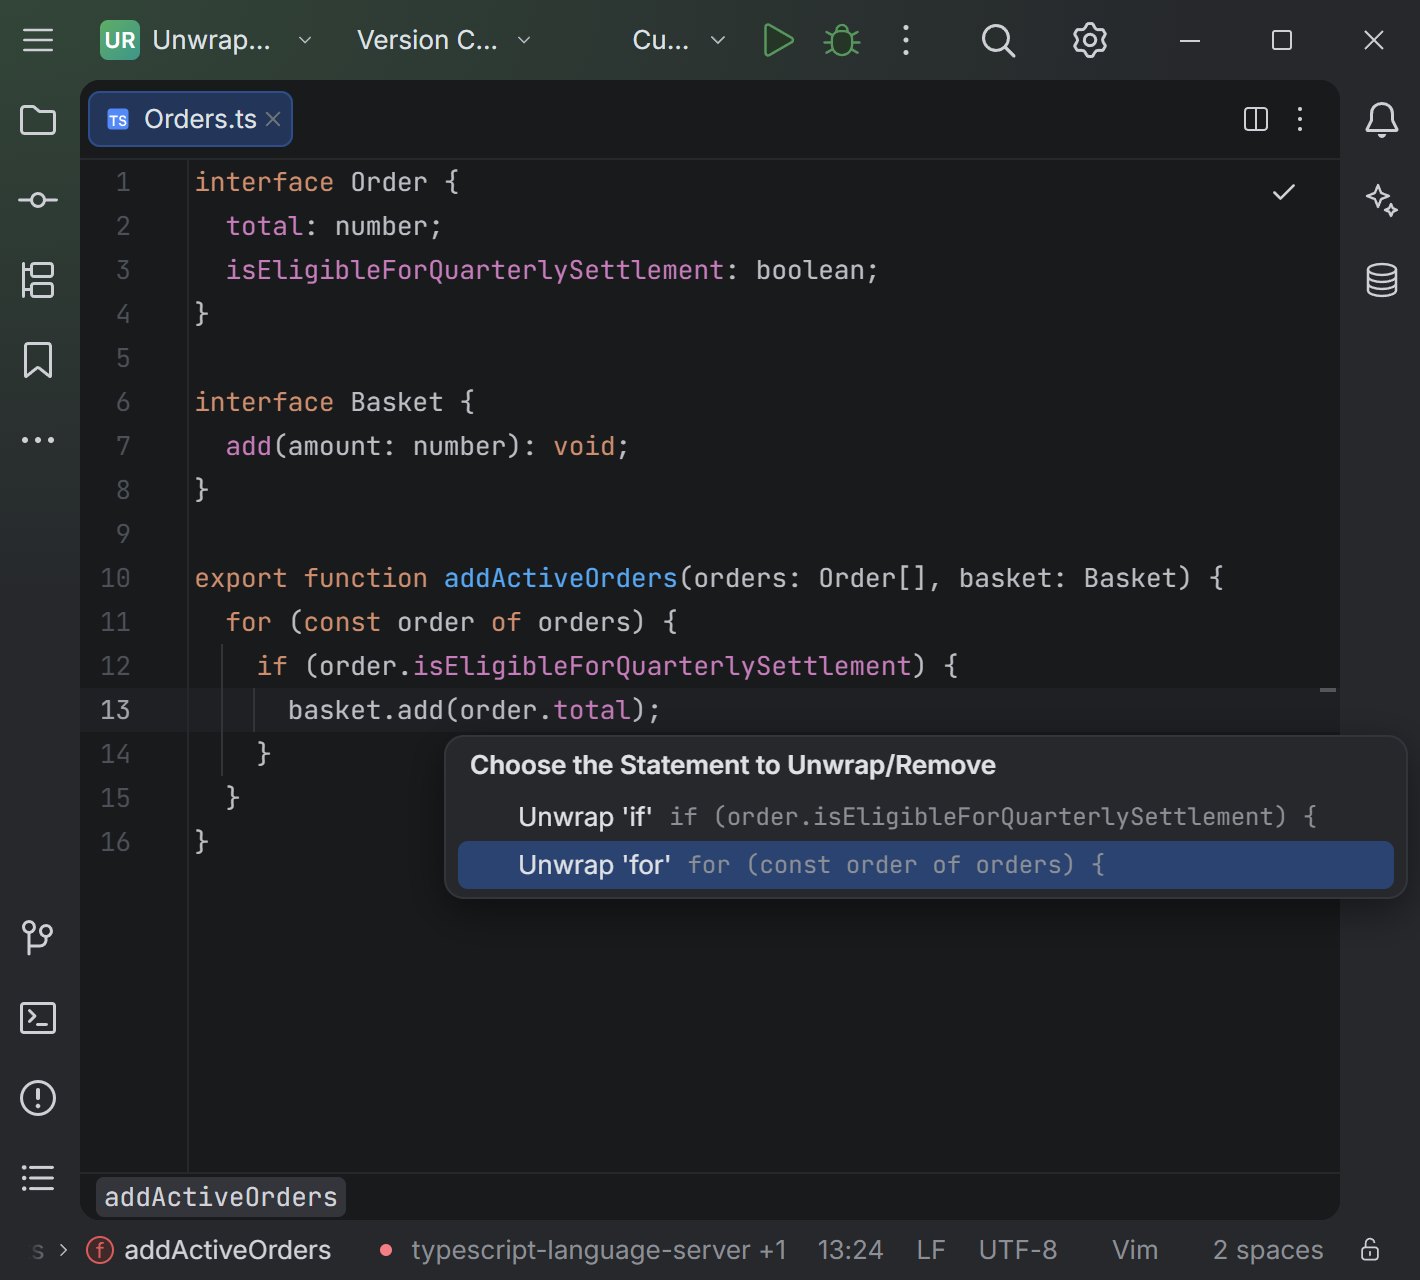 UR Unwrap... Version C... Cu...
TS Orders.ts
1 interface Order {
2   total: number;
3   isEligibleForQuarterlySettlement: boolean;
4 }
5
6 interface Basket {
7   add(amount: number): void;
8 }
9
10 export function addActiveOrders(orders: Order[], basket: Basket) {
11   for (const order of orders) {
12     if (order.isEligibleForQuarterlySettlement) {
13       basket.add(order.total);
14     }
15   }
16 }
Choose the Statement to Unwrap/Remove
Unwrap 'if' if (order.isEligibleForQuarterlySettlement) {
Unwrap 'for' for (const order of orders) {
addActiveOrders
s › f addActiveOrders typescript-language-server +1 13:24 LF UTF-8 Vim 2 spaces